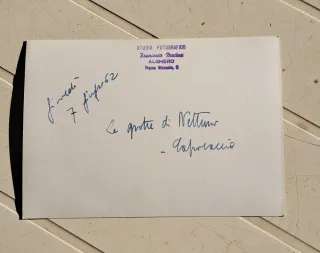 STUDIO FOTOGRAFICO
ALGHERO
giovedì
7 giugno 62
Le grotte di Nettuno
- Capocaccia